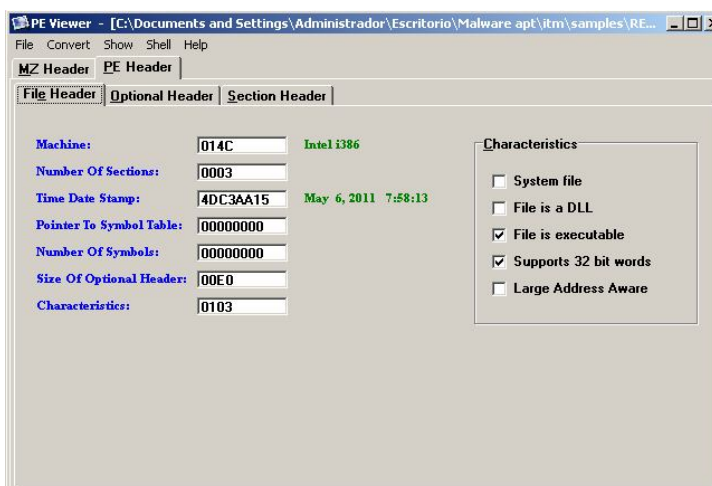 PE Viewer - [C:\Documents and Settings\Administrador\Escritorio\Malware apt\itm\samples\RE...
File Convert Show Shell Help
MZ Header PE Header
File Header Optional Header Section Header
Machine: 014C Intel i386
Number Of Sections: 0003
Time Date Stamp: 4DC3AA15 May 6, 2011 7:58:13
Pointer To Symbol Table: 00000000
Number Of Symbols: 00000000
Size Of Optional Header: 00E0
Characteristics: 0103
Characteristics
System file
File is a DLL
File is executable
Supports 32 bit words
Large Address Aware